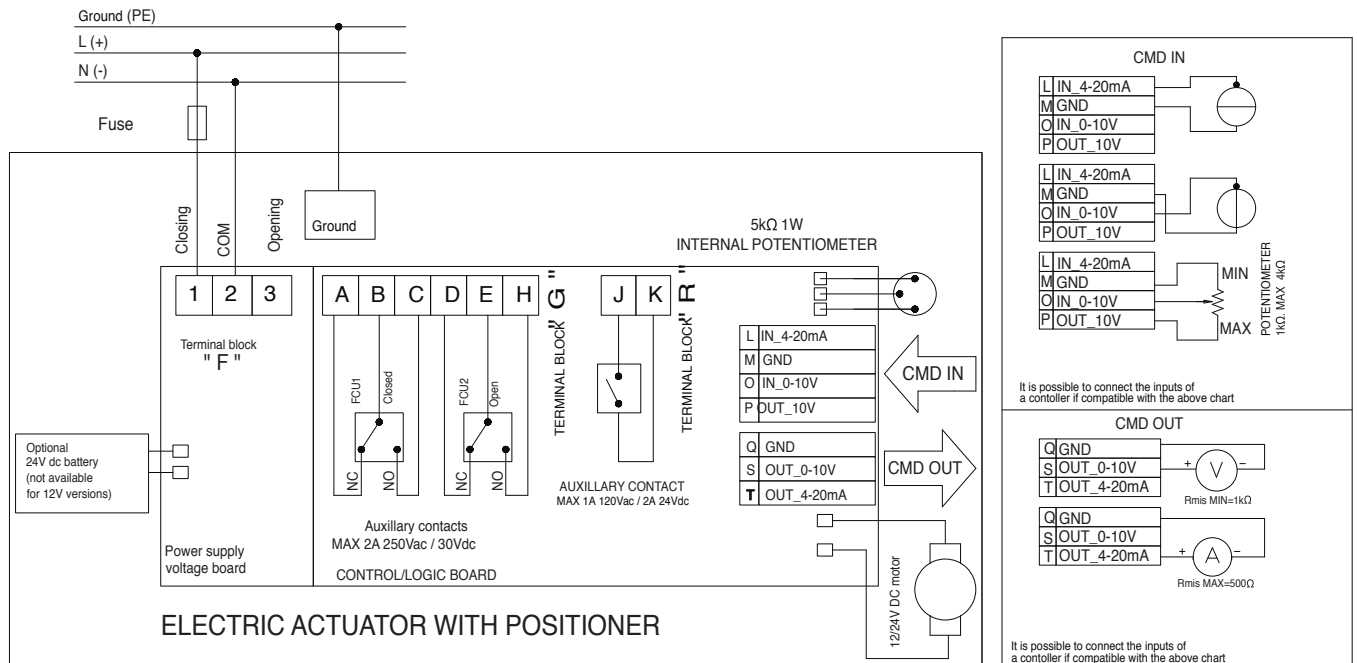 Ground (PE)
L (+)
N (-)
Fuse
Closing
COM
Opening
Ground
1 2 3
Terminal block
" F "
A B C D E H
TERMINAL BLOCK" G "
J K
TERMINAL BLOCK" R "
5kΩ 1W
INTERNAL POTENTIOMETER
L IN_4-20mA
M GND
O IN_0-10V
P OUT_10V
CMD IN
Q GND
S OUT_0-10V
T OUT_4-20mA
CMD OUT
FCU1
Closed
FCU2
Open
NC
NO
NC
NO
Auxillary contacts
MAX 2A 250Vac / 30Vdc
AUXILLARY CONTACT
MAX 1A 120Vac / 2A 24Vdc
Optional
24V dc battery
(not available
for 12V versions)
Power supply
voltage board
CONTROL/LOGIC BOARD
12/24V DC motor
ELECTRIC ACTUATOR WITH POSITIONER
CMD IN
L IN_4-20mA
M GND
O IN_0-10V
P OUT_10V
L IN_4-20mA
M GND
O IN_0-10V
P OUT_10V
L IN_4-20mA
M GND
O IN_0-10V
P OUT_10V
MIN
MAX
POTENTIOMETER
1kΩ. MAX 4kΩ
It is possible to connect the inputs of
a contoller if compatible with the above chart
CMD OUT
Q GND
S OUT_0-10V
T OUT_4-20mA
+ V -
Rmis MIN=1kΩ
Q GND
S OUT_0-10V
T OUT_4-20mA
+ A -
Rmis MAX=500Ω
It is possible to connect the inputs of
a contoller if compatible with the above chart